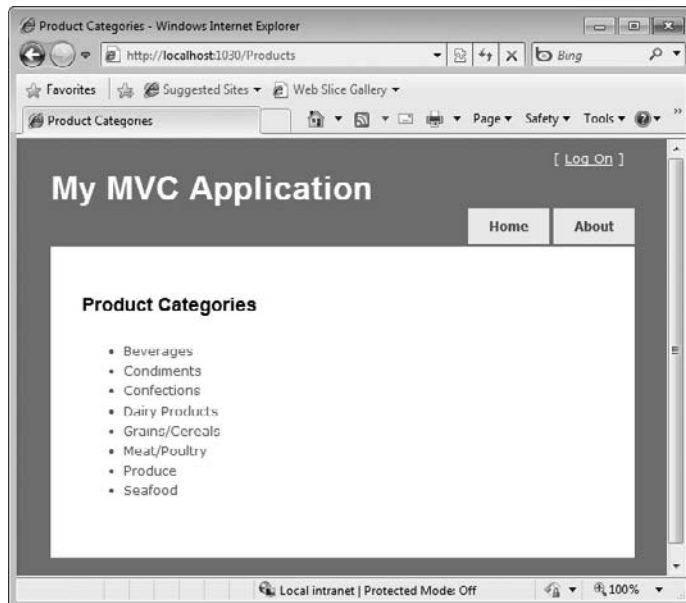 Product Categories - Windows Internet Explorer
http://localhost:1030/Products
Bing
Favorites
Suggested Sites
Web Slice Gallery
Product Categories
Page
Safety
Tools
»
[ Log On ]
My MVC Application
Home
About
Product Categories
• Beverages
• Condiments
• Confections
• Dairy Products
• Grains/Cereals
• Meat/Poultry
• Produce
• Seafood
Local intranet | Protected Mode: Off
100%